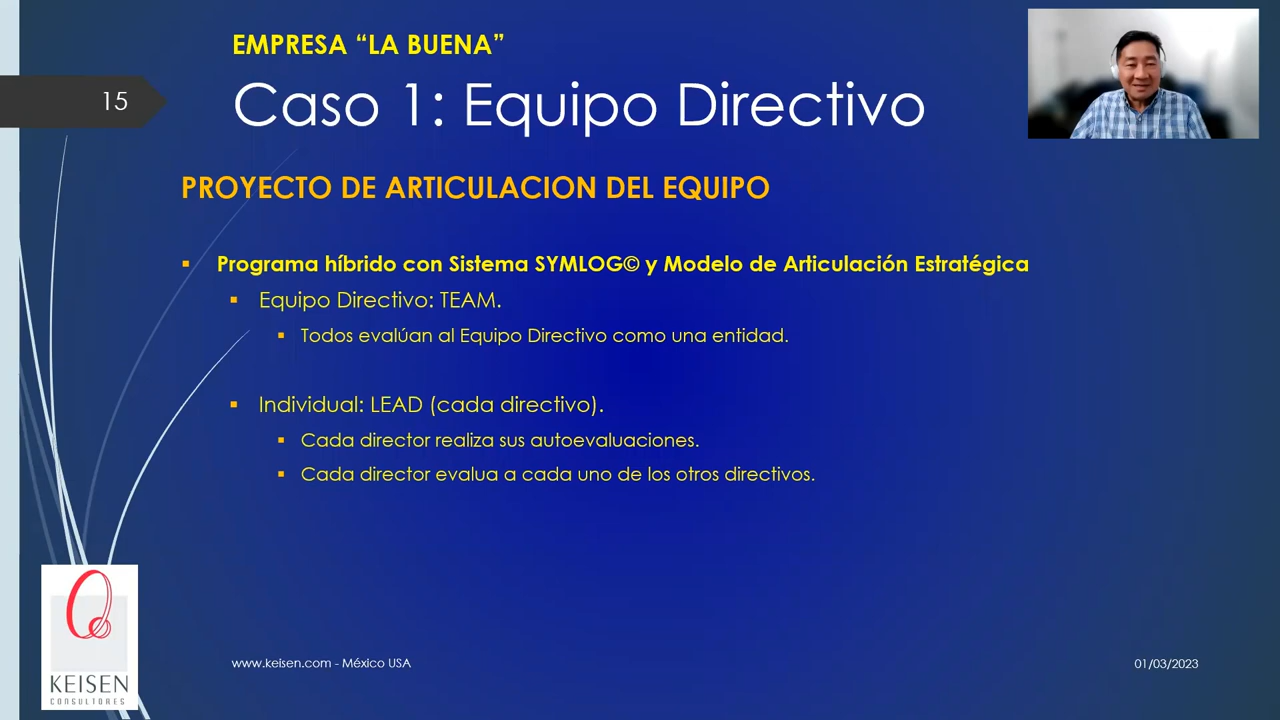 EMPRESA “LA BUENA”
15
Caso 1: Equipo Directivo
PROYECTO DE ARTICULACION DEL EQUIPO
▪ Programa híbrido con Sistema SYMLOG© y Modelo de Articulación Estratégica
▪ Equipo Directivo: TEAM.
▪ Todos evalúan al Equipo Directivo como una entidad.
▪ Individual: LEAD (cada directivo).
▪ Cada director realiza sus autoevaluaciones.
▪ Cada director evalua a cada uno de los otros directivos.
KEISEN
CONSULTORES
www.keisen.com - México USA
01/03/2023